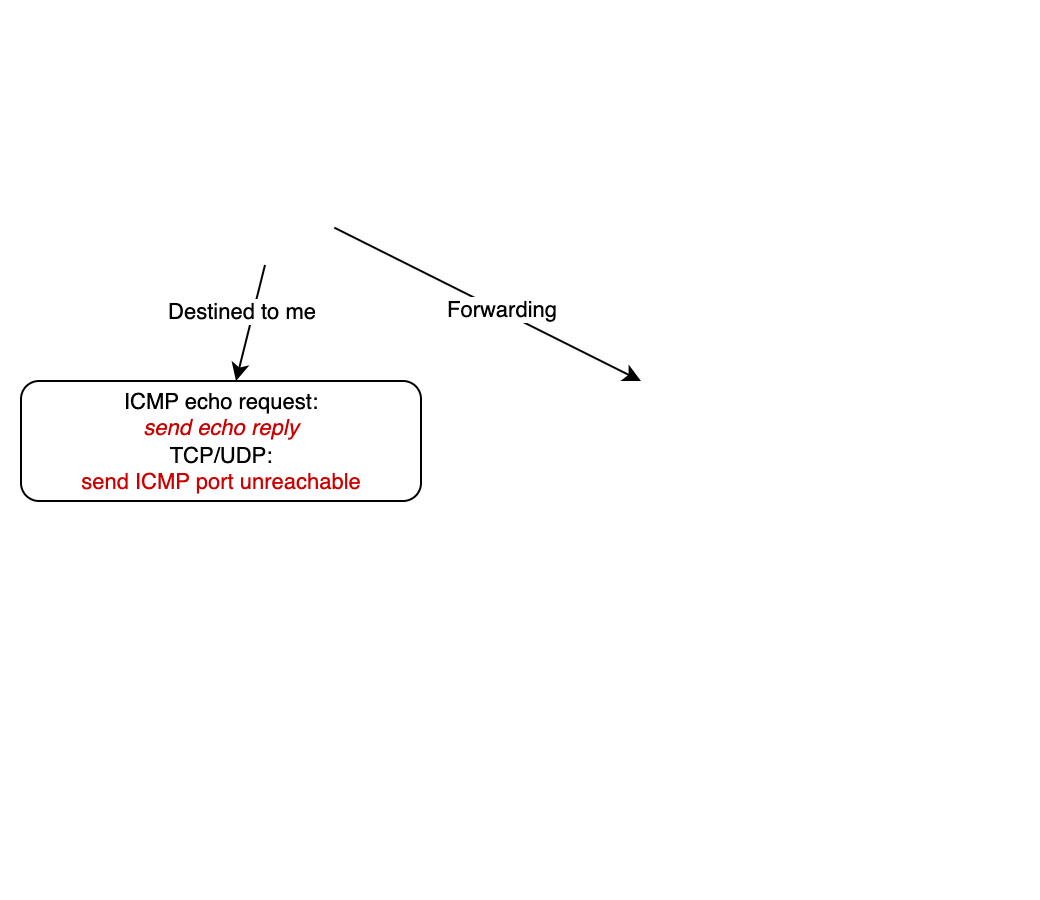 Forwarding
Destined to me
ICMP echo request:
send echo reply
TCP/UDP:
send ICMP port unreachable